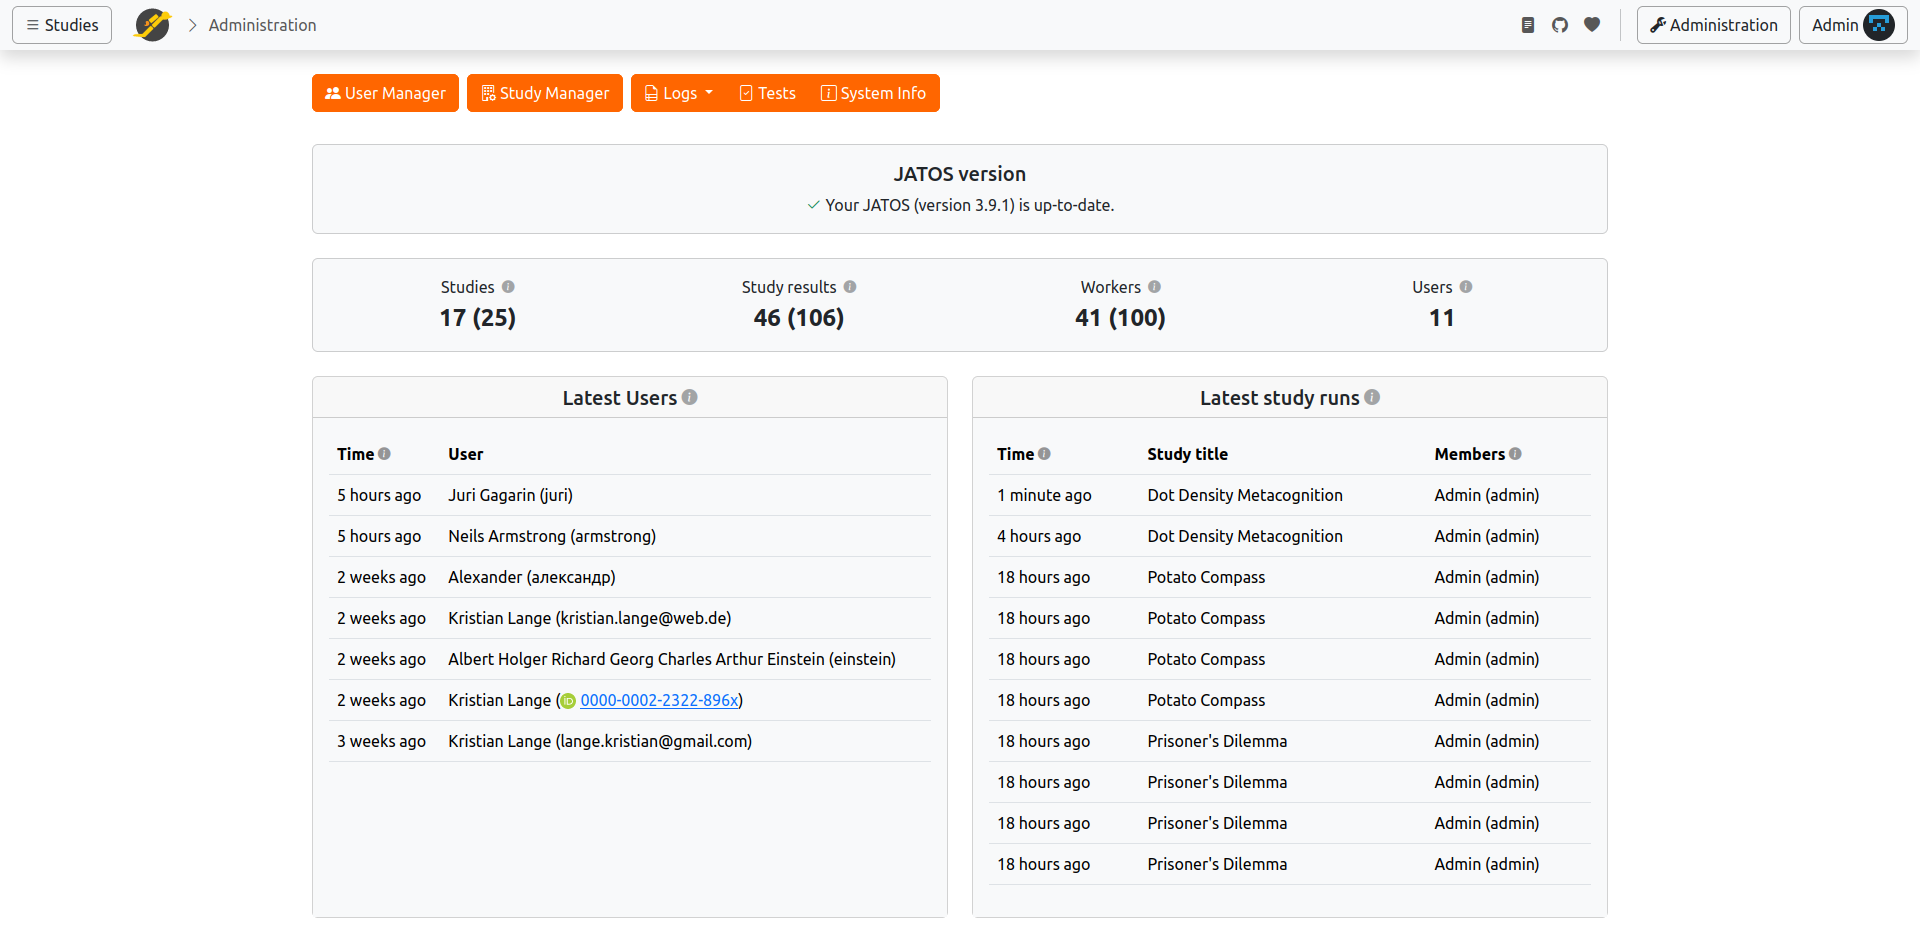 Studies
Administration
Administration
Admin
User Manager
Study Manager
Logs
Tests
System Info
JATOS version
Your JATOS (version 3.9.1) is up-to-date.
Studies
Study results
Workers
Users
17 (25)
46 (106)
41 (100)
11
Latest Users
Time User
5 hours ago Juri Gagarin (juri)
5 hours ago Neils Armstrong (armstrong)
2 weeks ago Alexander (александр)
2 weeks ago Kristian Lange (kristian.lange@web.de)
2 weeks ago Albert Holger Richard Georg Charles Arthur Einstein (einstein)
2 weeks ago Kristian Lange (iD 0000-0002-2322-896x)
3 weeks ago Kristian Lange (lange.kristian@gmail.com)
Latest study runs
Time Study title Members
1 minute ago Dot Density Metacognition Admin (admin)
4 hours ago Dot Density Metacognition Admin (admin)
18 hours ago Potato Compass Admin (admin)
18 hours ago Potato Compass Admin (admin)
18 hours ago Potato Compass Admin (admin)
18 hours ago Potato Compass Admin (admin)
18 hours ago Prisoner's Dilemma Admin (admin)
18 hours ago Prisoner's Dilemma Admin (admin)
18 hours ago Prisoner's Dilemma Admin (admin)
18 hours ago Prisoner's Dilemma Admin (admin)